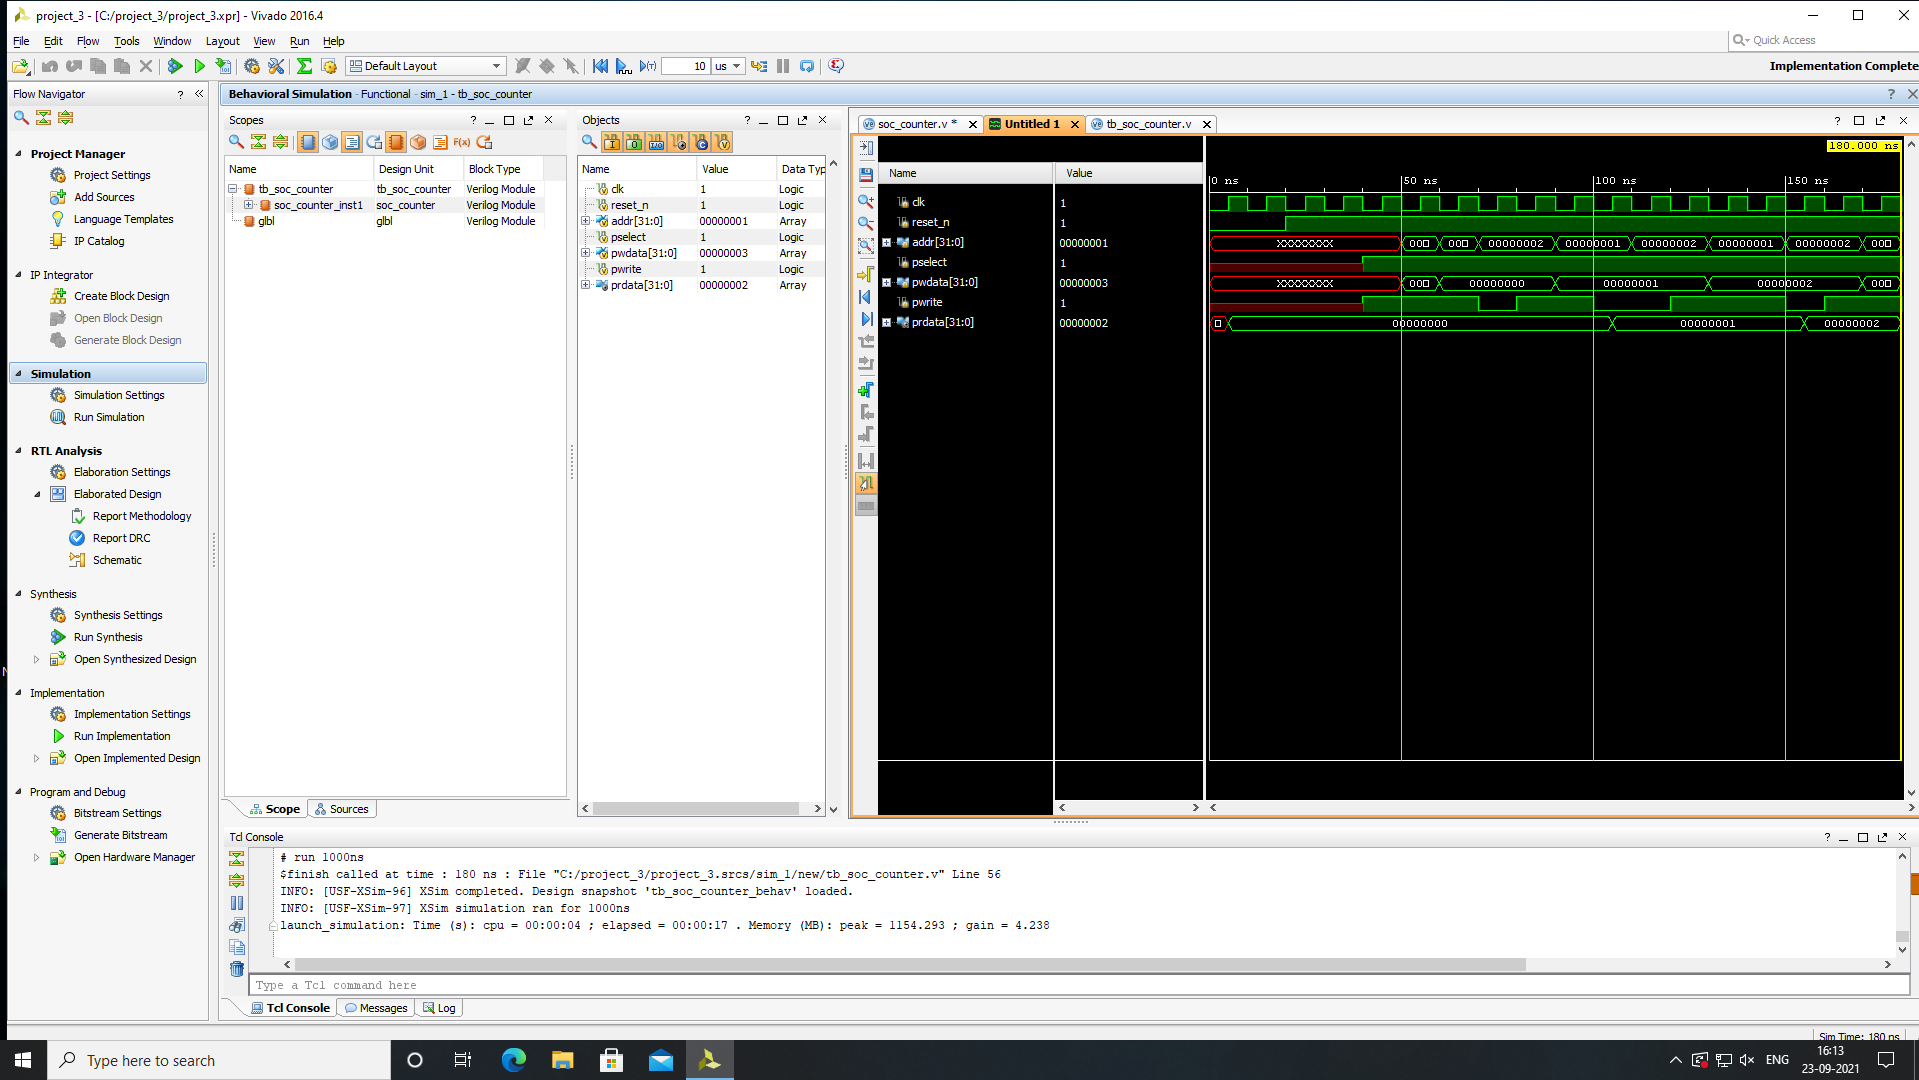 project_3 - [C:/project_3/project_3.xpr] - Vivado 2016.4
File Edit Flow Tools Window Layout View Run Help
Quick Access
Default Layout 10 us Implementation Complete
Flow Navigator ? «
Project Manager
Project Settings
Add Sources
Language Templates
IP Catalog
IP Integrator
Create Block Design
Open Block Design
Generate Block Design
Simulation
Simulation Settings
Run Simulation
RTL Analysis
Elaboration Settings
Elaborated Design
Report Methodology
Report DRC
Schematic
Synthesis
Synthesis Settings
Run Synthesis
Open Synthesized Design
Implementation
Implementation Settings
Run Implementation
Open Implemented Design
Program and Debug
Bitstream Settings
Generate Bitstream
Open Hardware Manager
Behavioral Simulation - Functional - sim_1 - tb_soc_counter
Scopes
F(x)
Name Design Unit Block Type
tb_soc_counter tb_soc_counter Verilog Module
soc_counter_inst1 soc_counter Verilog Module
glbl glbl Verilog Module
Scope Sources
Objects
Name Value Data Typ
clk 1 Logic
reset_n 1 Logic
addr[31:0] 00000001 Array
pselect 1 Logic
pwdata[31:0] 00000003 Array
pwrite 1 Logic
prdata[31:0] 00000002 Array
soc_counter.v * Untitled 1 tb_soc_counter.v
180.000 ns
Name Value 0 ns 50 ns 100 ns 150 ns
clk 1
reset_n 1
addr[31:0] 00000001 XXXXXXXX 00 00 00000002 00000001 00000002 00000001 00000002 00
pselect 1
pwdata[31:0] 00000003 XXXXXXXX 00 00000000 00000001 00000002 00
pwrite 1
prdata[31:0] 00000002 00000000 00000001 00000002
Tcl Console
# run 1000ns
$finish called at time : 180 ns : File "C:/project_3/project_3.srcs/sim_1/new/tb_soc_counter.v" Line 56
INFO: [USF-XSim-96] XSim completed. Design snapshot 'tb_soc_counter_behav' loaded.
INFO: [USF-XSim-97] XSim simulation ran for 1000ns
launch_simulation: Time (s): cpu = 00:00:04 ; elapsed = 00:00:17 . Memory (MB): peak = 1154.293 ; gain = 4.238
Type a Tcl command here
Tcl Console Messages Log
Sim Time: 180 ns
Type here to search
ENG
16:13
23-09-2021